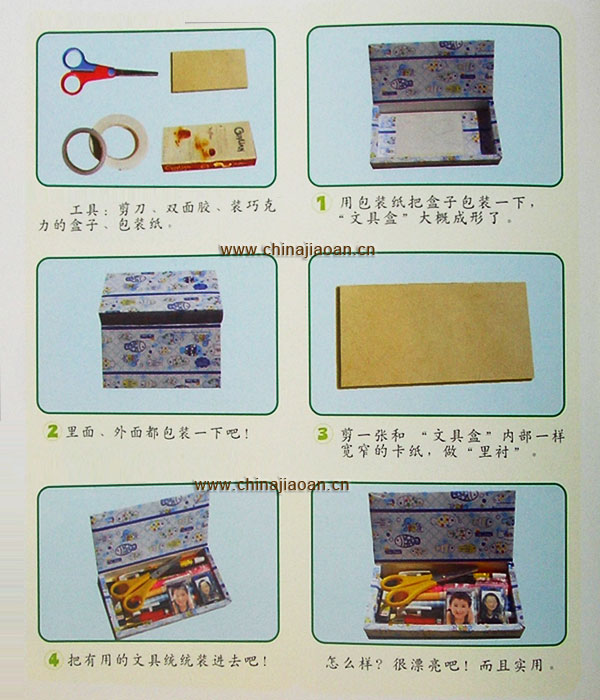 工具：剪刀、双面胶、装巧克
力的盒子、包装纸。
1 用包装纸把盒子包装一下，
“文具盒”大概成形了。
www.chinajiaoan.cn
2 里面、外面都包装一下吧！
3 剪一张和“文具盒”内部一样
宽窄的卡纸，做“里衬”。
www.chinajiaoan.cn
4 把有用的文具统统装进去吧！
怎么样？很漂亮吧！而且实用。